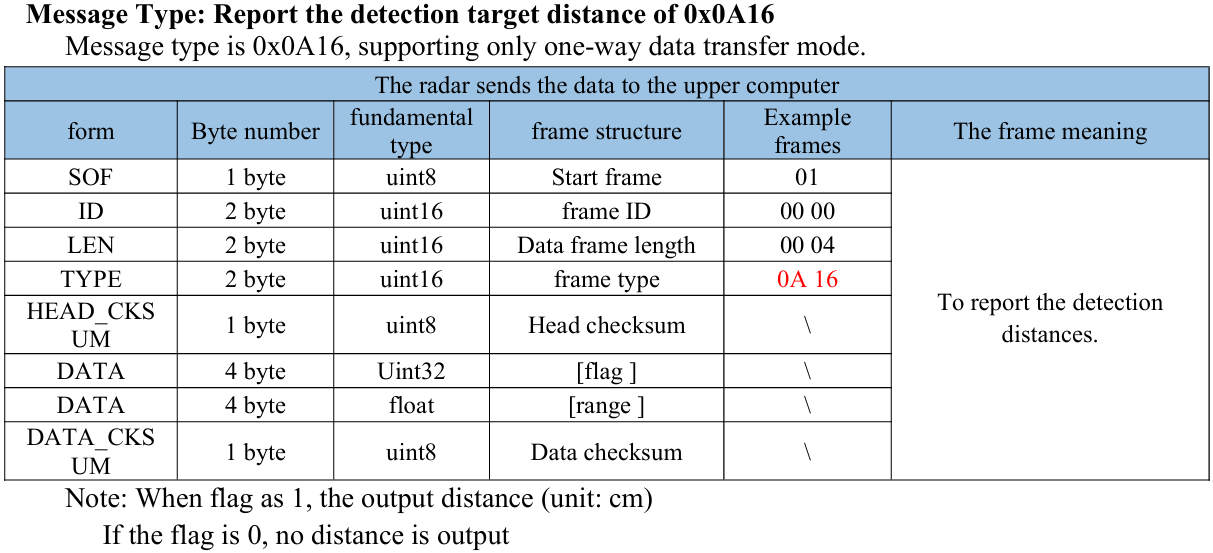 Message Type: Report the detection target distance of 0x0A16
Message type is 0x0A16, supporting only one-way data transfer mode.
The radar sends the data to the upper computer
form Byte number fundamental type frame structure Example frames The frame meaning
SOF 1 byte uint8 Start frame 01
ID 2 byte uint16 frame ID 00 00
LEN 2 byte uint16 Data frame length 00 04
TYPE 2 byte uint16 frame type 0A 16
HEAD_CKSUM 1 byte uint8 Head checksum \
To report the detection distances.
DATA 4 byte Uint32 [flag ] \
DATA 4 byte float [range ] \
DATA_CKSUM 1 byte uint8 Data checksum \
Note: When flag as 1, the output distance (unit: cm)
If the flag is 0, no distance is output